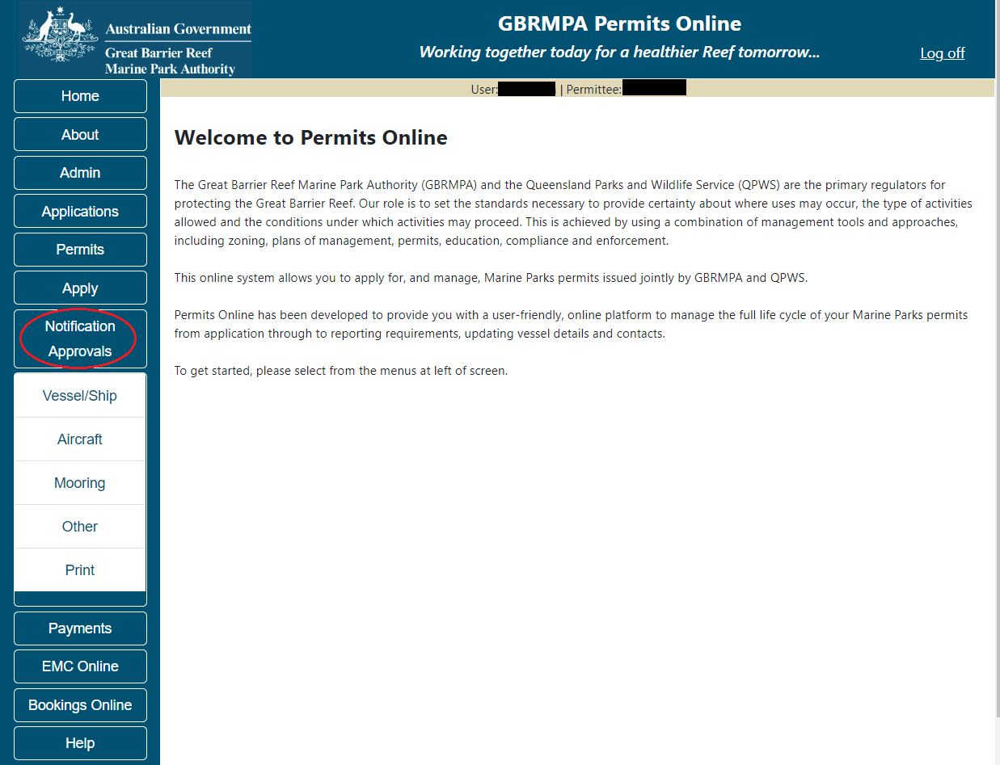 Australian Government
Great Barrier Reef
Marine Park Authority
GBRMPA Permits Online
Working together today for a healthier Reef tomorrow...
Log off
User: | Permittee:
Home
About
Admin
Applications
Permits
Apply
Notification
Approvals
Vessel/Ship
Aircraft
Mooring
Other
Print
Payments
EMC Online
Bookings Online
Help
Welcome to Permits Online
The Great Barrier Reef Marine Park Authority (GBRMPA) and the Queensland Parks and Wildlife Service (QPWS) are the primary regulators for
protecting the Great Barrier Reef. Our role is to set the standards necessary to provide certainty about where uses may occur, the type of activities
allowed and the conditions under which activities may proceed. This is achieved by using a combination of management tools and approaches,
including zoning, plans of management, permits, education, compliance and enforcement.
This online system allows you to apply for, and manage, Marine Parks permits issued jointly by GBRMPA and QPWS.
Permits Online has been developed to provide you with a user-friendly, online platform to manage the full life cycle of your Marine Parks permits
from application through to reporting requirements, updating vessel details and contacts.
To get started, please select from the menus at left of screen.